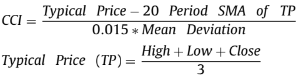 CCI = Typical Price−20 Period SMA of TP / 0.015∗Mean Deviation
Typical Price (TP) = High+Low+Close / 3